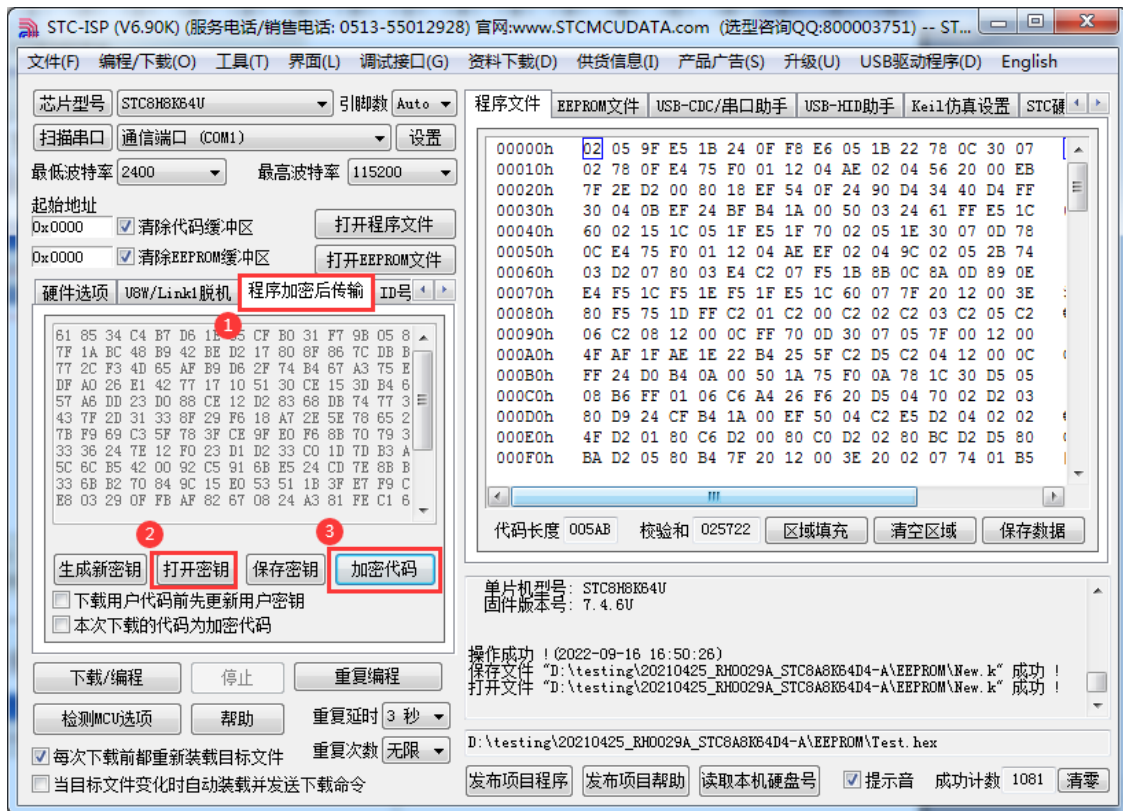 STC-ISP (V6.90K) (服务电话/销售电话: 0513-55012928) 官网:www.STCMCUDATA.com (选型咨询QQ:800003751) -- ST...
文件(F) 编程/下载(O) 工具(T) 界面(L) 调试接口(G) 资料下载(D) 供货信息(I) 产品广告(S) 升级(U) USB驱动程序(D) English
芯片型号 STC8H8K64U 引脚数 Auto
扫描串口 通信端口 (COM1) 设置
最低波特率 2400 最高波特率 115200
起始地址
0x0000 清除代码缓冲区 打开程序文件
0x0000 清除EEPROM缓冲区 打开EEPROM文件
硬件选项 U8W/Link1脱机 程序加密后传输 ID号
1
61 85 34 C4 B7 D6 CF B0 31 F7 9B 05 8
7F 1A BC 48 B9 42 BE D2 17 80 8F 86 7C DB B
77 2C F3 4D 65 AF B9 D6 2F 74 B4 67 A3 75 E
DF A0 26 E1 42 77 17 10 51 30 CE 15 3D B4 6
57 A6 DD 23 D0 88 CE 12 D2 83 68 DB 74 77 3
43 7F 2D 31 33 8F 29 F6 18 A7 2E 5E 78 65 2
7B F9 69 C3 5F 78 3F CE 9F E0 F6 8B 70 79 3
33 36 24 7E 12 F0 23 D1 D2 33 C0 1D 7D B3 A
5C 6C B5 42 00 92 C5 91 6B E5 24 CD 7E 8B B
33 6B B2 70 84 9C 15 E0 53 51 1B 3F E7 F9 C
E8 03 29 0F FB AF 82 67 08 24 A3 81 FE C1 6
2 3
生成新密钥 打开密钥 保存密钥 加密代码
下载用户代码前先更新用户密钥
本次下载的代码为加密代码
下载/编程 停止 重复编程
检测MCU选项 帮助 重复延时 3 秒
每次下载前都重新装载目标文件 重复次数 无限
当目标文件变化时自动装载并发送下载命令
程序文件 EEPROM文件 USB-CDC/串口助手 USB-HID助手 Keil仿真设置 STC硬
00000h 02 05 9F E5 1B 24 0F F8 E6 05 1B 22 78 0C 30 07
00010h 02 78 0F E4 75 F0 01 12 04 AE 02 04 56 20 00 EB
00020h 7F 2E D2 00 80 18 EF 54 0F 24 90 D4 34 40 D4 FF
00030h 30 04 0B EF 24 BF B4 1A 00 50 03 24 61 FF E5 1C
00040h 60 02 15 1C 05 1F E5 1F 70 02 05 1E 30 07 0D 78
00050h 0C E4 75 F0 01 12 04 AE EF 02 04 9C 02 05 2B 74
00060h 03 D2 07 80 03 E4 C2 07 F5 1B 8B 0C 8A 0D 89 0E
00070h E4 F5 1C F5 1E F5 1F E5 1C 60 07 7F 20 12 00 3E
00080h 80 F5 75 1D FF C2 01 C2 00 C2 02 C2 03 C2 05 C2
00090h 06 C2 08 12 00 0C FF 70 0D 30 07 05 7F 00 12 00
000A0h 4F AF 1F AE 1E 22 B4 25 5F C2 D5 C2 04 12 00 0C
000B0h FF 24 D0 B4 0A 00 50 1A 75 F0 0A 78 1C 30 D5 05
000C0h 08 B6 FF 01 06 C6 A4 26 F6 20 D5 04 70 02 D2 03
000D0h 80 D9 24 CF B4 1A 00 EF 50 04 C2 E5 D2 04 02 02
000E0h 4F D2 01 80 C6 D2 00 80 C0 D2 02 80 BC D2 D5 80
000F0h BA D2 05 80 B4 7F 20 12 00 3E 20 02 07 74 01 B5
代码长度 005AB 校验和 025722 区域填充 清空区域 保存数据
单片机型号: STC8H8K64U
固件版本号: 7.4.6U
操作成功 !(2022-09-16 16:50:26)
保存文件 "D:\testing\20210425_RH0029A_STC8A8K64D4-A\EEPROM\New.k" 成功 !
打开文件 "D:\testing\20210425_RH0029A_STC8A8K64D4-A\EEPROM\New.k" 成功 !
D:\testing\20210425_RH0029A_STC8A8K64D4-A\EEPROM\Test.hex
发布项目程序 发布项目帮助 读取本机硬盘号 提示音 成功计数 1081 清零